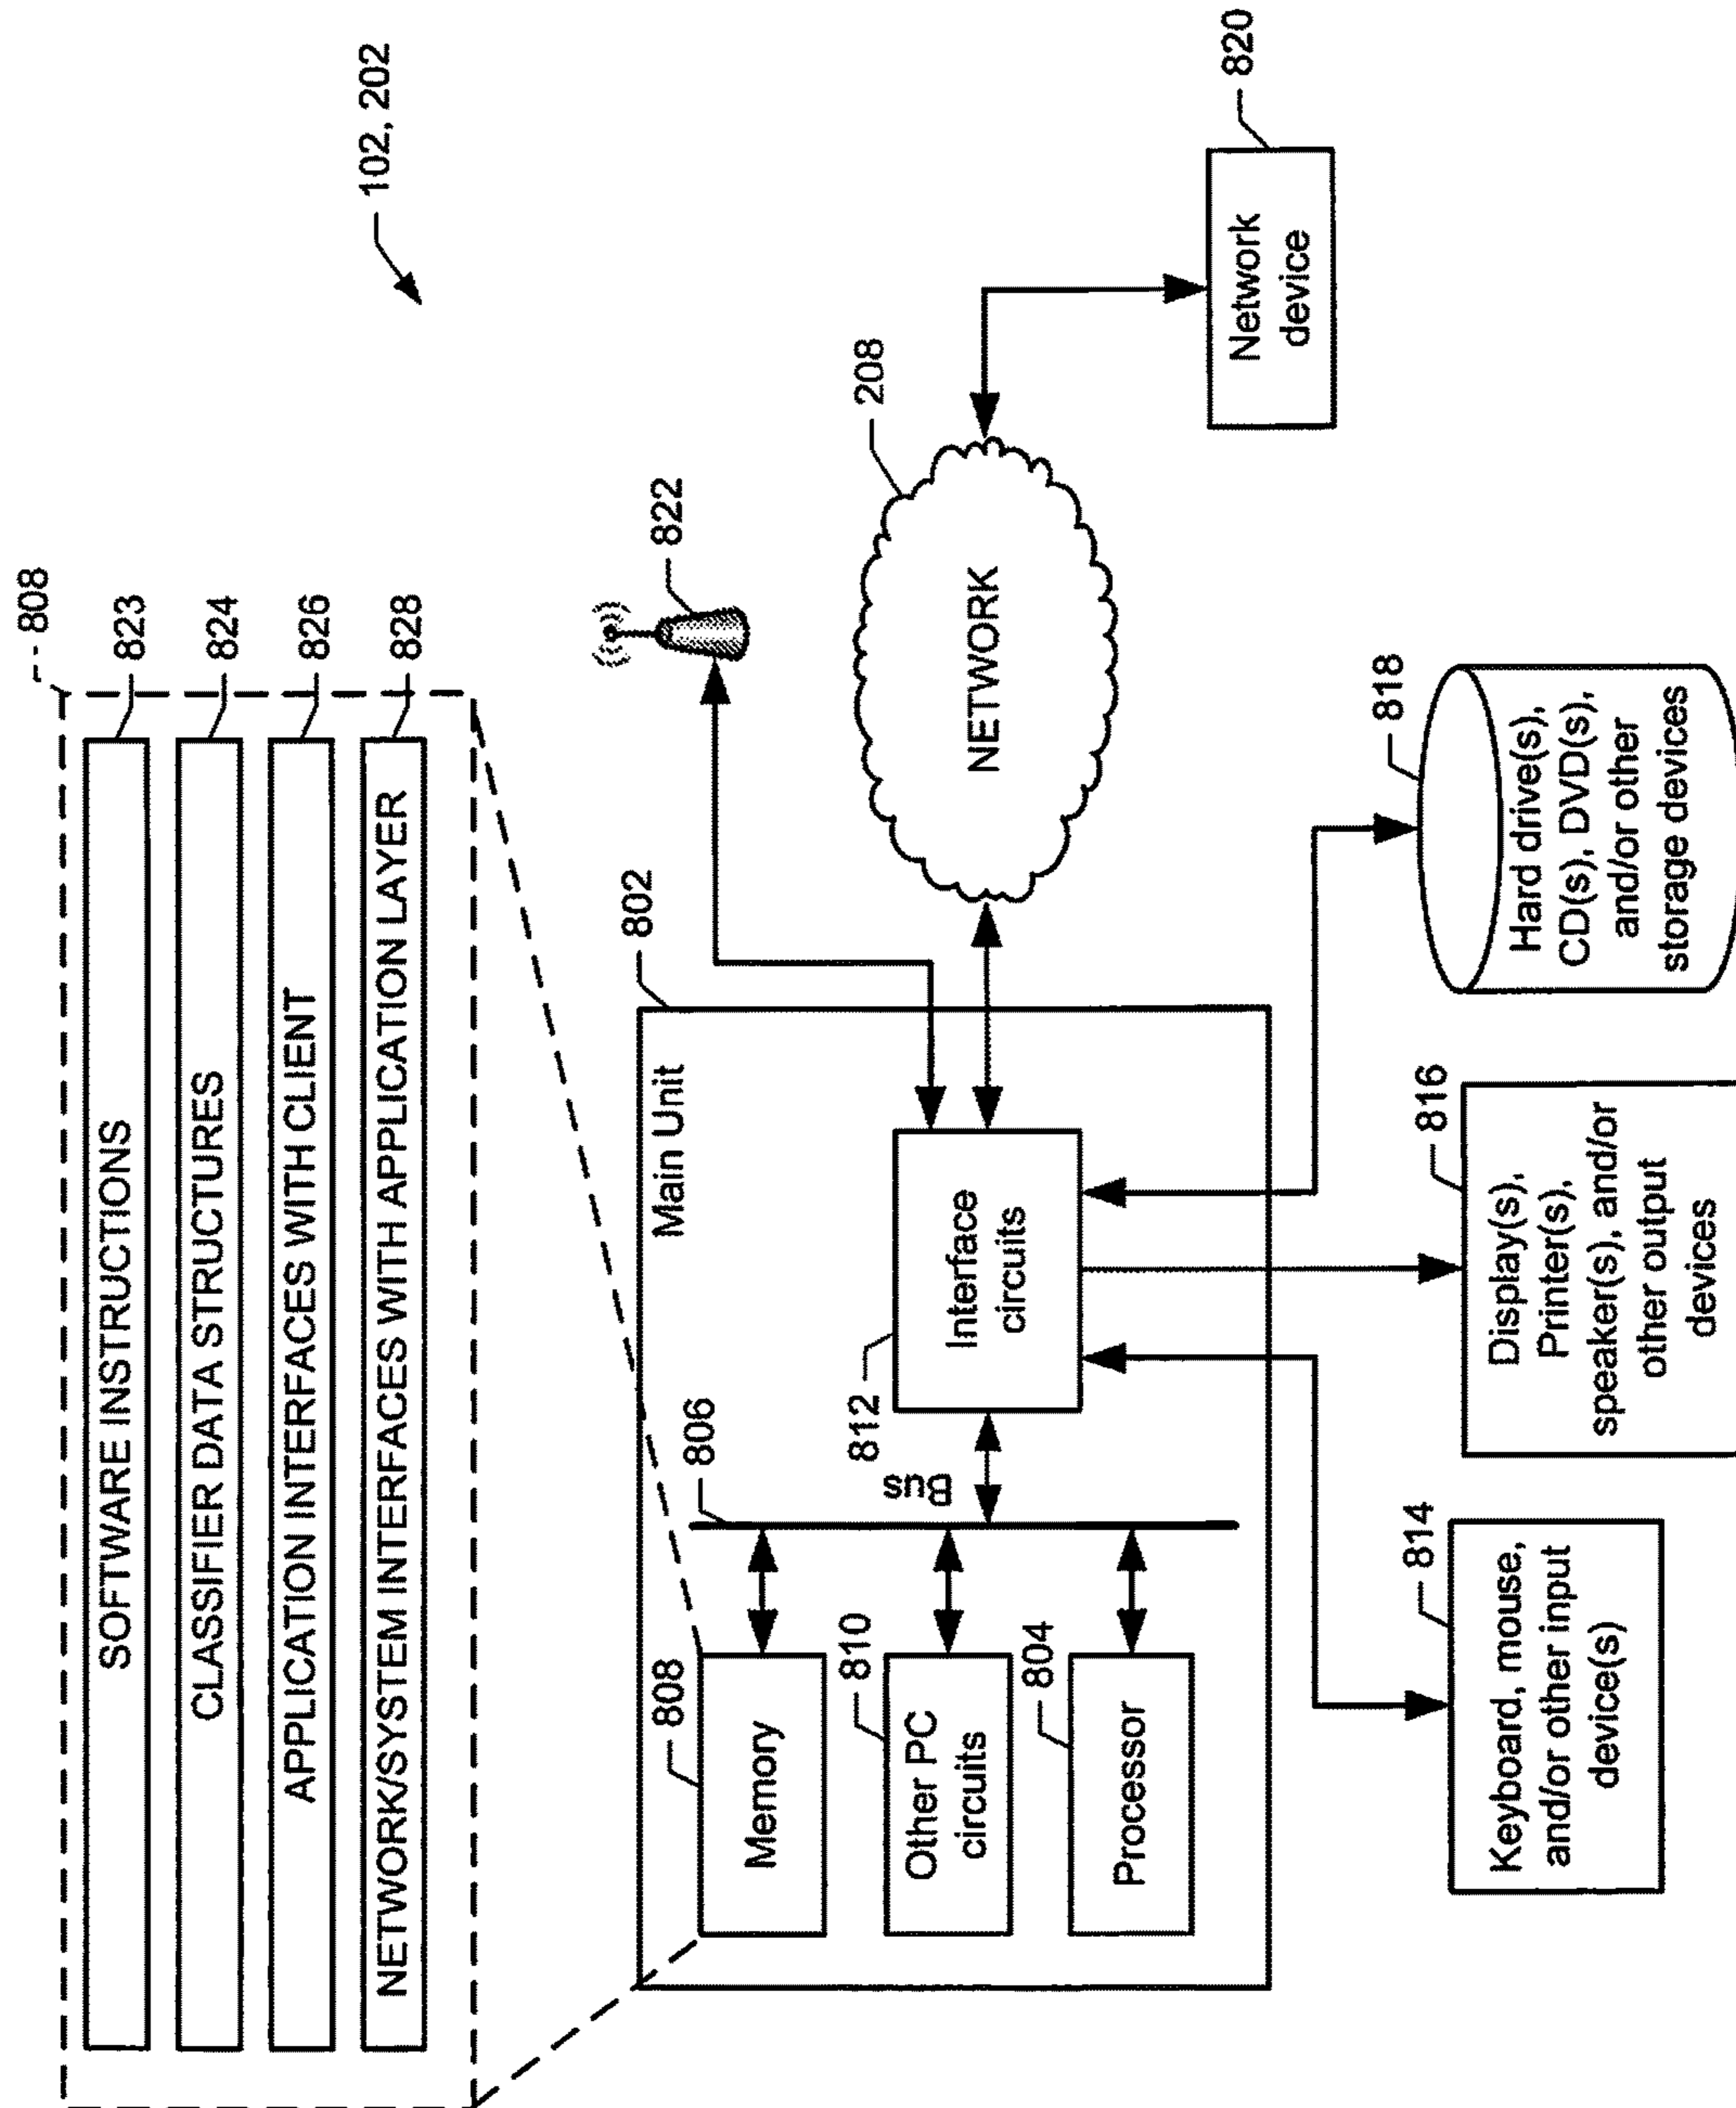 808
SOFTWARE INSTRUCTIONS
823
CLASSIFIER DATA STRUCTURES
824
APPLICATION INTERFACES WITH CLIENT
826
NETWORK/SYSTEM INTERFACES WITH APPLICATION LAYER
828
102, 202
802
Main Unit
808
Memory
810
Other PC
circuits
804
Processor
806
Bus
812
Interface
circuits
822
208
NETWORK
820
Network
device
814
Keyboard, mouse,
and/or other input
device(s)
816
Display(s),
Printer(s),
speaker(s), and/or
other output
devices
818
Hard drive(s),
CD(s), DVD(s),
and/or other
storage devices